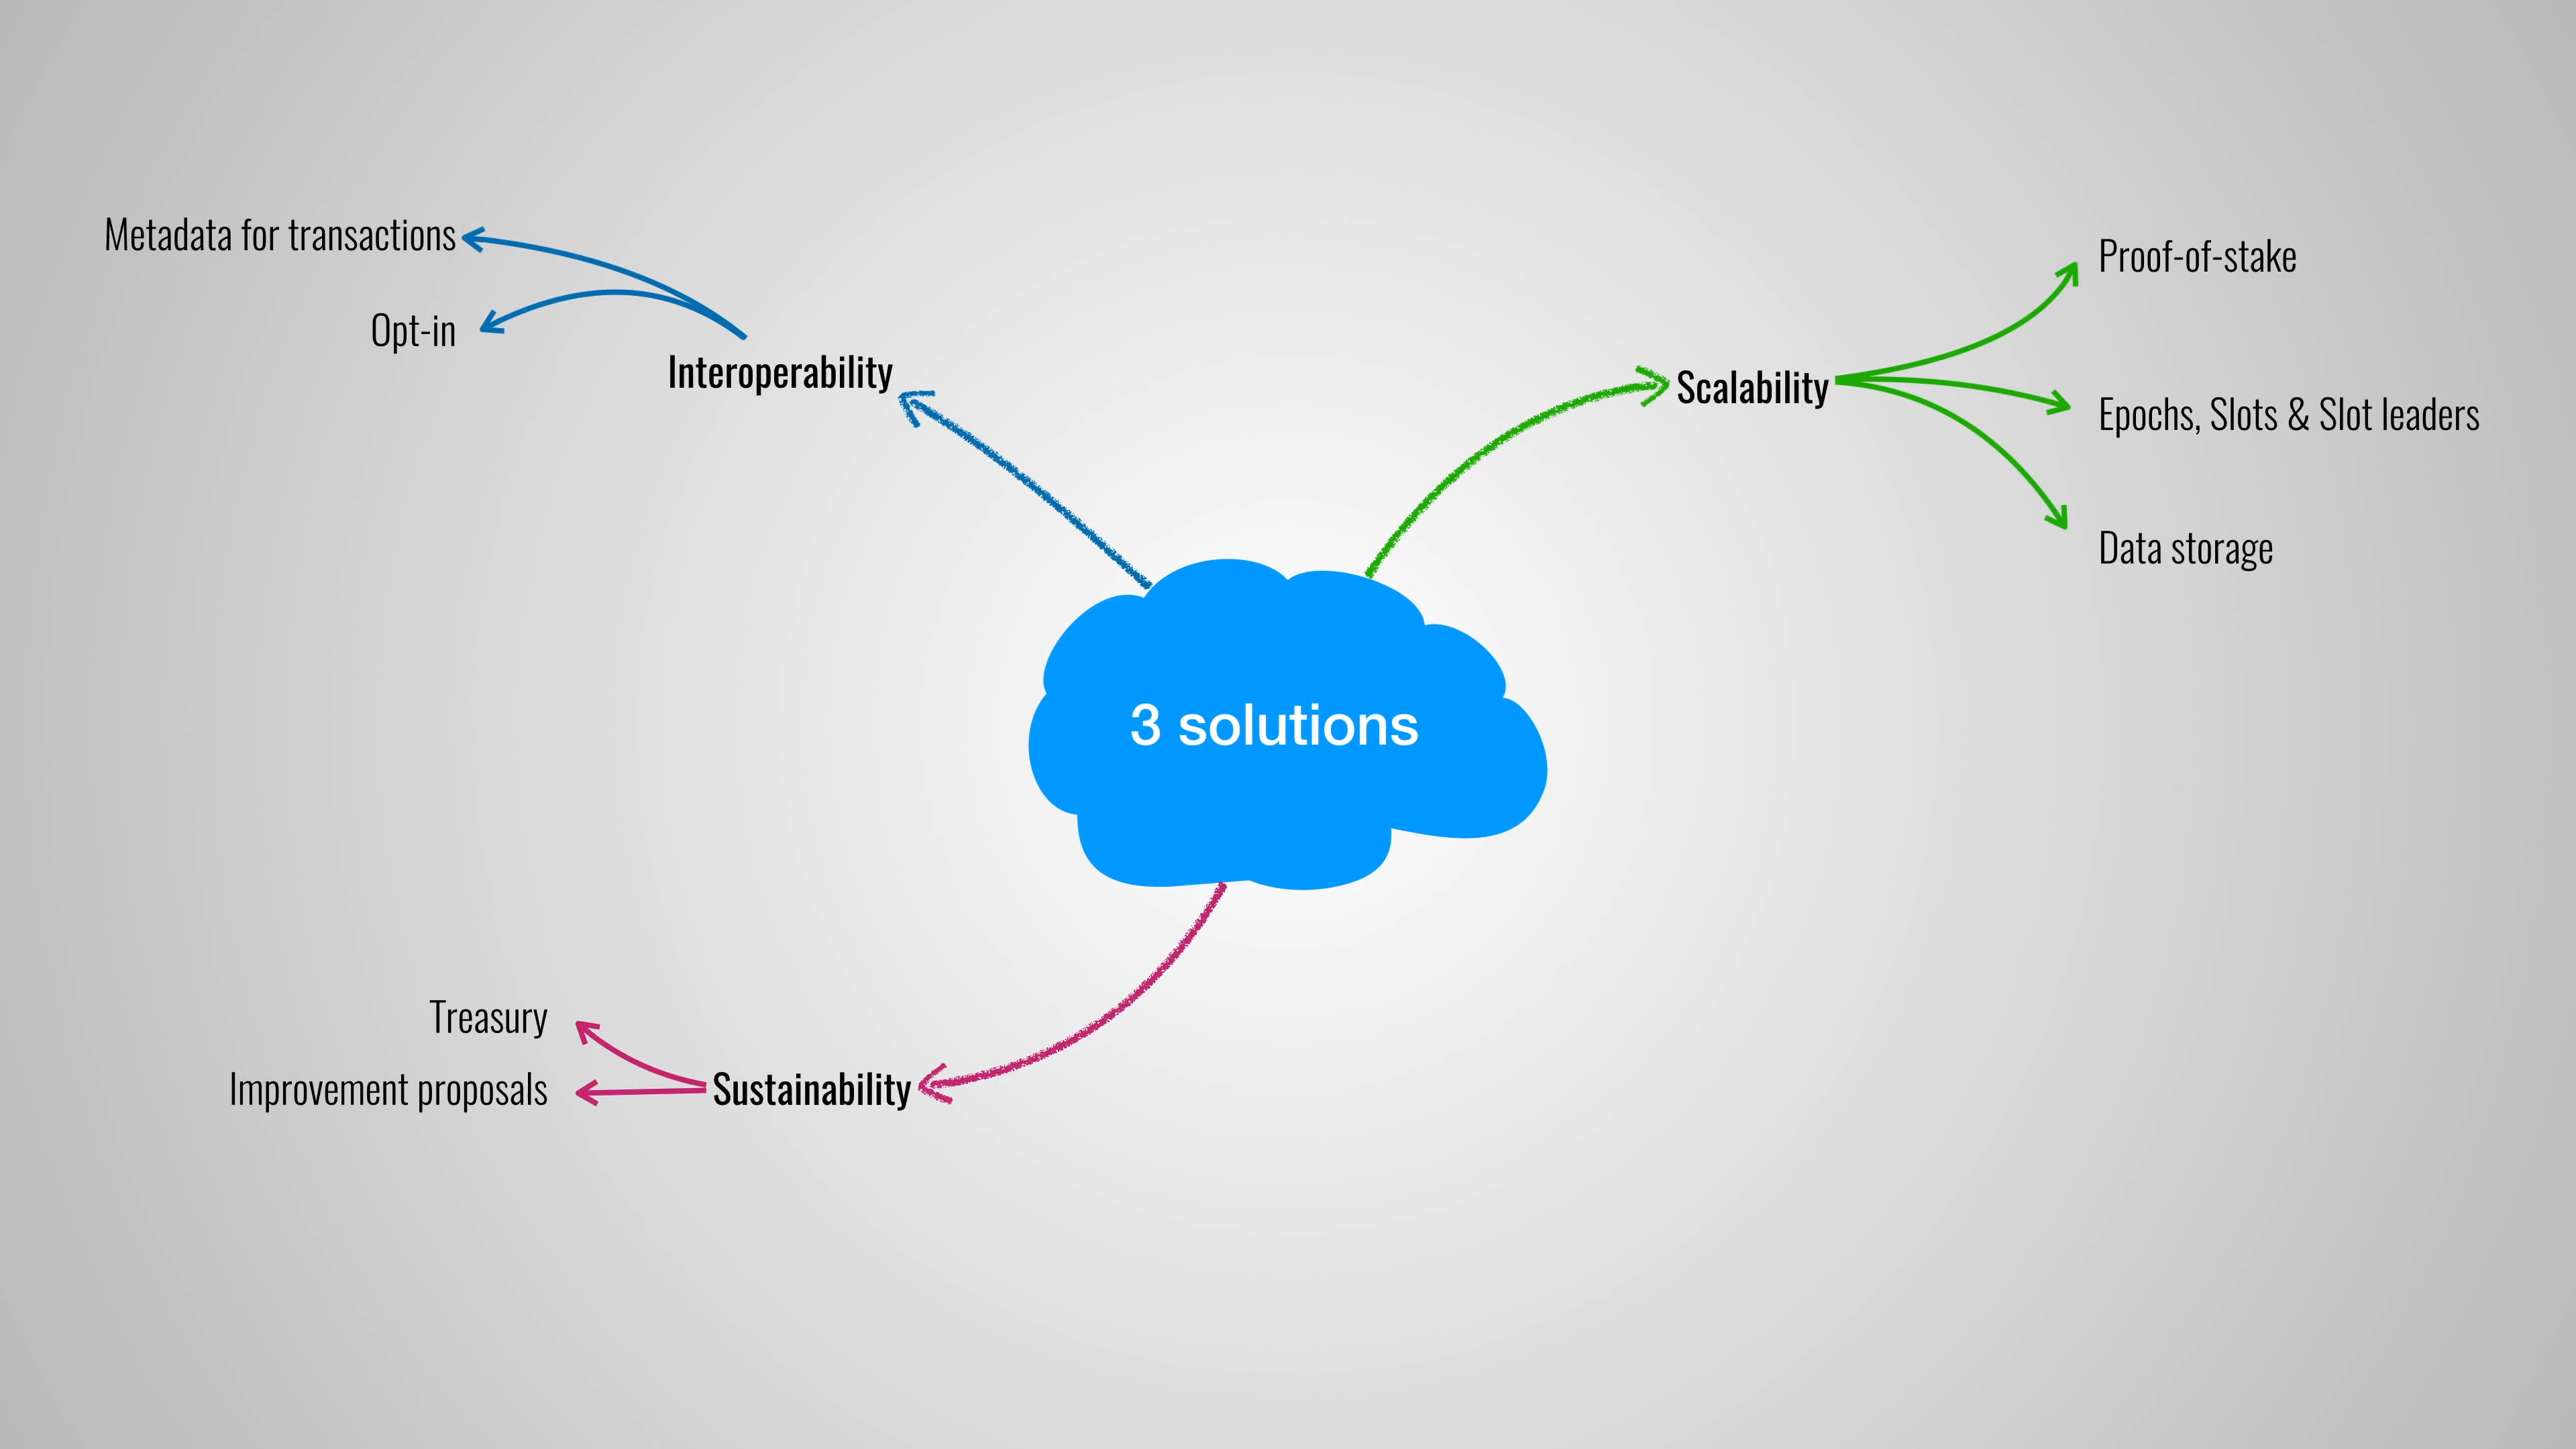 Metadata for transactions
Opt-in
Interoperability
Proof-of-stake
Scalability
Epochs, Slots & Slot leaders
Data storage
3 solutions
Treasury
Improvement proposals
Sustainability